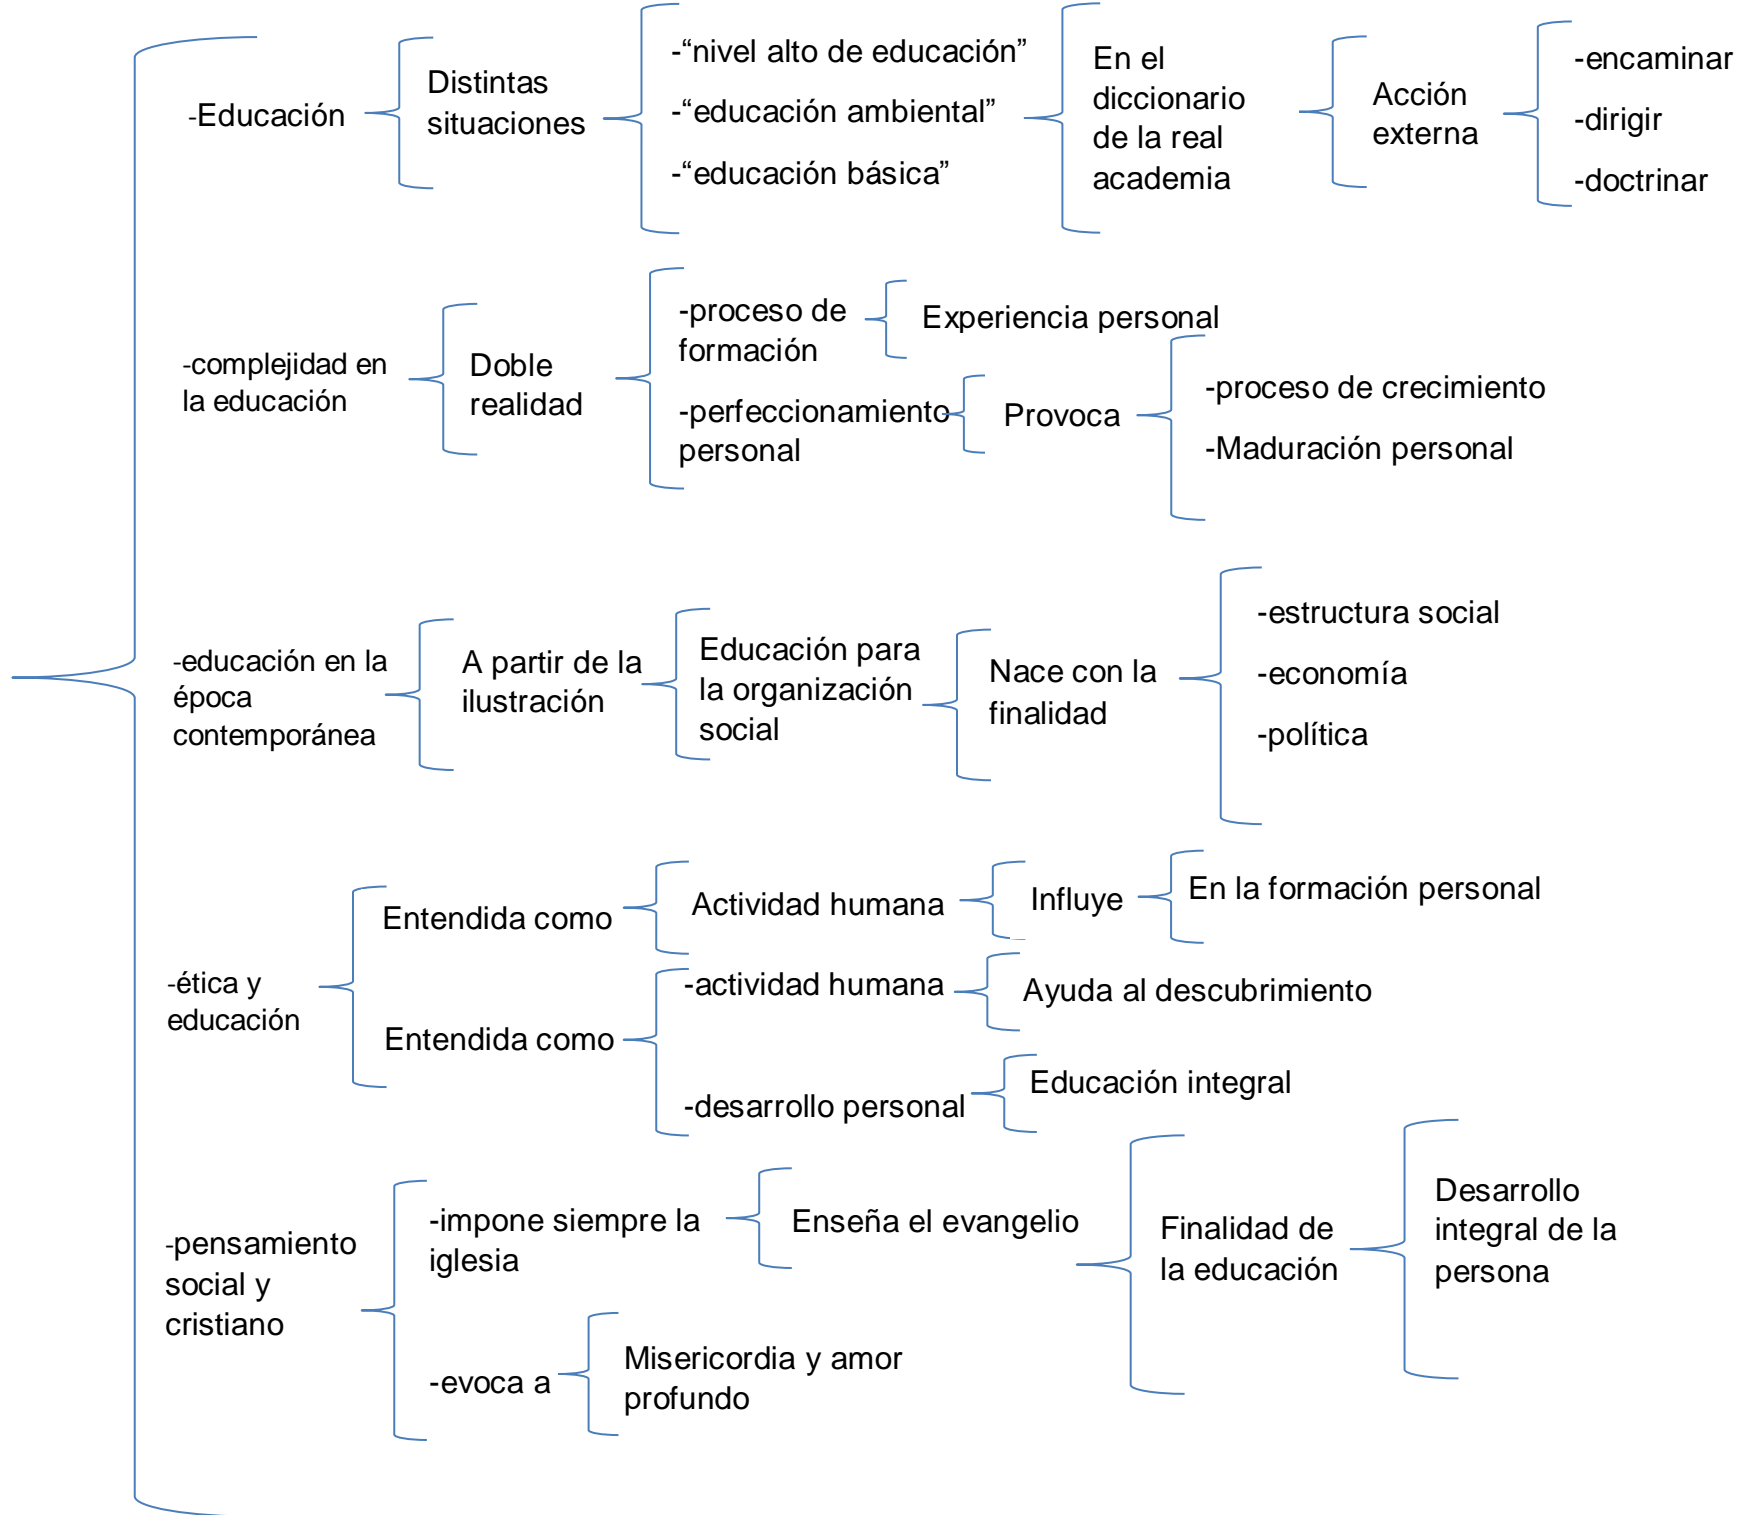 -Educación
Distintas
situaciones
-“nivel alto de educación”
-“educación ambiental”
-“educación básica”
En el
diccionario
de la real
academia
Acción
externa
-encaminar
-dirigir
-doctrinar
-complejidad en
la educación
Doble
realidad
-proceso de
formación
Experiencia personal
-perfeccionamiento
personal
Provoca
-proceso de crecimiento
-Maduración personal
-educación en la
época
contemporánea
A partir de la
ilustración
Educación para
la organización
social
Nace con la
finalidad
-estructura social
-economía
-política
-ética y
educación
Entendida como
Actividad humana
Influye
En la formación personal
Entendida como
-actividad humana
Ayuda al descubrimiento
-desarrollo personal
Educación integral
-pensamiento
social y
cristiano
-impone siempre la
iglesia
Enseña el evangelio
-evoca a
Misericordia y amor
profundo
Finalidad de
la educación
Desarrollo
integral de la
persona